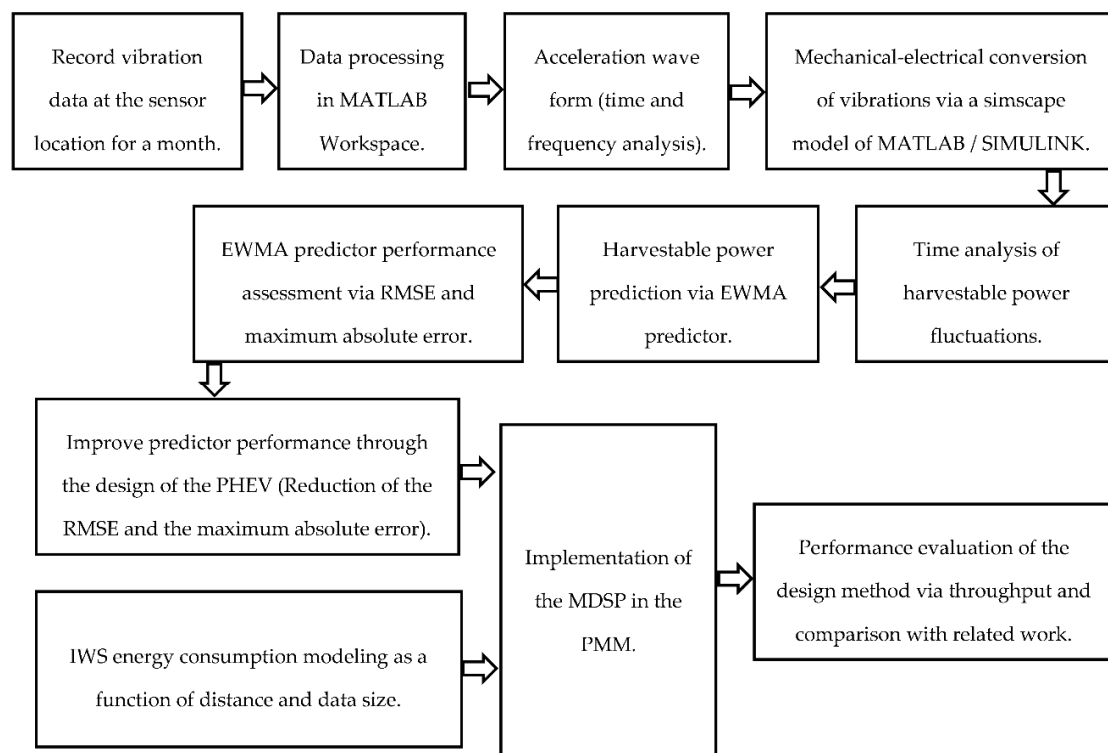 Record vibration
data at the sensor
location for a month.
Data processing
in MATLAB
Workspace.
Acceleration wave
form (time and
frequency analysis).
Mechanical-electrical conversion
of vibrations via a simscape
model of MATLAB / SIMULINK.
Time analysis of
harvestable power
fluctuations.
Harvestable power
prediction via EWMA
predictor.
EWMA predictor performance
assessment via RMSE and
maximum absolute error.
Improve predictor performance through
the design of the PHEV (Reduction of the
RMSE and the maximum absolute error).
IWS energy consumption modeling as a
function of distance and data size.
Implementation of
the MDSP in the
PMM.
Performance evaluation of the
design method via throughput and
comparison with related work.